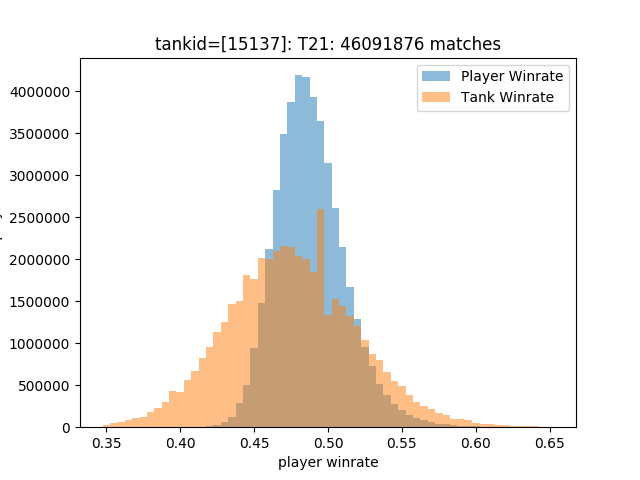 tankid=[15137]: T21: 46091876 matches
Player Winrate
Tank Winrate
4000000
3500000
3000000
2500000
2000000
1500000
1000000
500000
0
0.35 0.40 0.45 0.50 0.55 0.60 0.65
player winrate